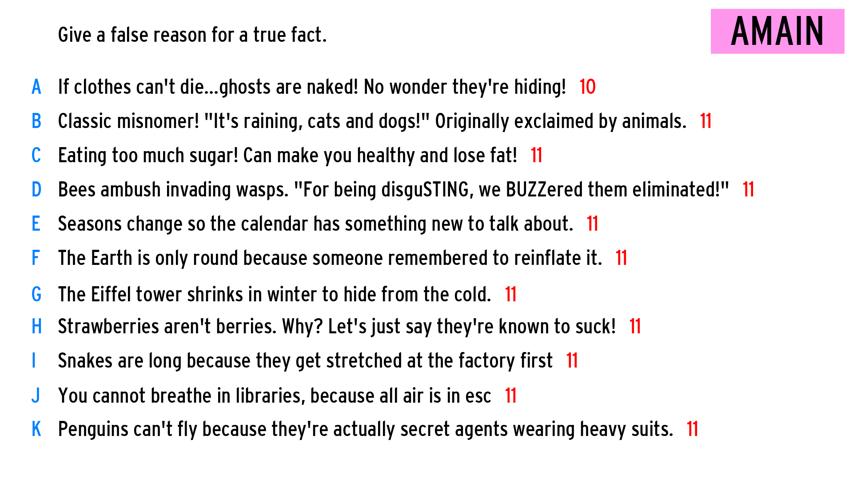 Give a false reason for a true fact.
AMAIN
A If clothes can't die...ghosts are naked! No wonder they're hiding! 10
B Classic misnomer! "It's raining, cats and dogs!" Originally exclaimed by animals. 11
C Eating too much sugar! Can make you healthy and lose fat! 11
D Bees ambush invading wasps. "For being disguSTING, we BUZZered them eliminated!" 11
E Seasons change so the calendar has something new to talk about. 11
F The Earth is only round because someone remembered to reinflate it. 11
G The Eiffel tower shrinks in winter to hide from the cold. 11
H Strawberries aren't berries. Why? Let's just say they're known to suck! 11
I Snakes are long because they get stretched at the factory first 11
J You cannot breathe in libraries, because all air is in esc 11
K Penguins can't fly because they're actually secret agents wearing heavy suits. 11